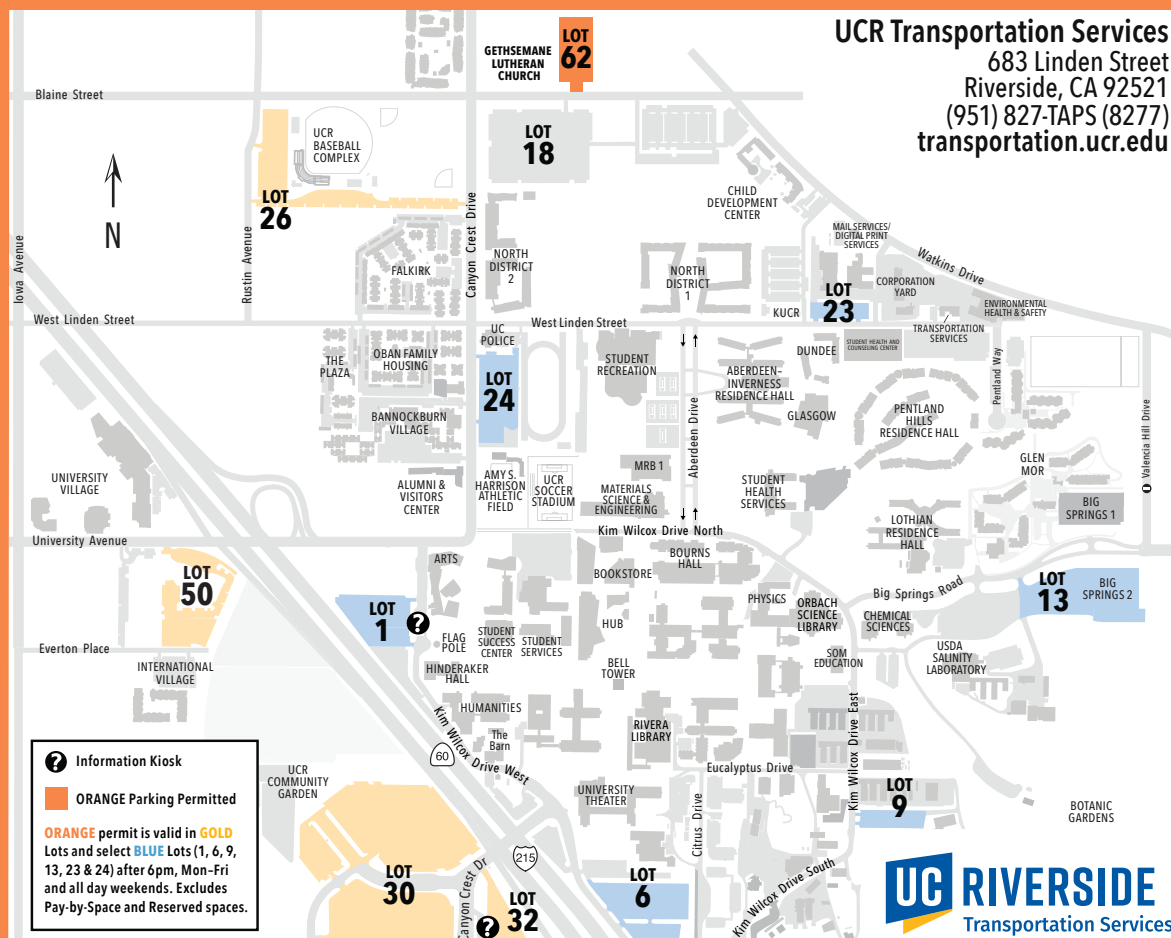 UCR Transportation Services
683 Linden Street
Riverside, CA 92521
(951) 827-TAPS (8277)
transportation.ucr.edu
GETHSEMANE
LUTHERAN
CHURCH
LOT
62
Blaine Street
UCR
BASEBALL
COMPLEX
LOT
18
N
LOT
26
Iowa Avenue
Rustin Avenue
Canyon Crest Drive
CHILD
DEVELOPMENT
CENTER
MAIL SERVICES/
DIGITAL PRINT
SERVICES
Watkins Drive
FALKIRK
NORTH
DISTRICT
2
NORTH
DISTRICT
1
LOT
23
CORPORATION
YARD
ENVIRONMENTAL
HEALTH & SAFETY
KUCR
/
TRANSPORTATION
SERVICES
West Linden Street
UC
POLICE
West Linden Street
STUDENT HEALTH AND
COUNSELING CENTER
THE
PLAZA
OBAN FAMILY
HOUSING
LOT
24
STUDENT
RECREATION
DUNDEE
ABERDEEN-
INVERNESS
RESIDENCE HALL
GLASGOW
Pentland Way
PENTLAND
HILLS
RESIDENCE HALL
Aberdeen Drive
Valencia Hill Drive
BANNOCKBURN
VILLAGE
UNIVERSITY
VILLAGE
ALUMNI &
VISITORS
CENTER
AMY S.
HARRISON
ATHLETIC
FIELD
UCR
SOCCER
STADIUM
MRB 1
MATERIALS
SCIENCE &
ENGINEERING
STUDENT
HEALTH
SERVICES
GLEN
MOR
BIG
SPRINGS 1
LOTHIAN
RESIDENCE
HALL
University Avenue
Kim Wilcox Drive North
ARTS
BOOKSTORE
BOURNS
HALL
LOT
50
LOT
1
?
PHYSICS
ORBACH
SCIENCE
LIBRARY
Big Springs Road
CHEMICAL
SCIENCES
LOT
13
BIG
SPRINGS 2
HUB
FLAG
POLE
STUDENT
SUCCESS
CENTER
STUDENT
SERVICES
Everton Place
INTERNATIONAL
VILLAGE
HINDERAKER
HALL
BELL
TOWER
SOM
EDUCATION
USDA
SALINITY
LABORATORY
HUMANITIES
The
Barn
Kim Wilcox Drive West
60
RIVERA
LIBRARY
Kim Wilcox Drive East
? Information Kiosk
ORANGE Parking Permitted
ORANGE permit is valid in GOLD
Lots and select BLUE Lots (1, 6, 9,
13, 23 & 24) after 6pm, Mon–Fri
and all day weekends. Excludes
Pay-by-Space and Reserved spaces.
UCR
COMMUNITY
GARDEN
Eucalyptus Drive
UNIVERSITY
THEATER
Citrus Drive
LOT
9
BOTANIC
GARDENS
215
LOT
30
Canyon Crest Dr
?
LOT
32
LOT
6
Kim Wilcox Drive South
UC RIVERSIDE
Transportation Services